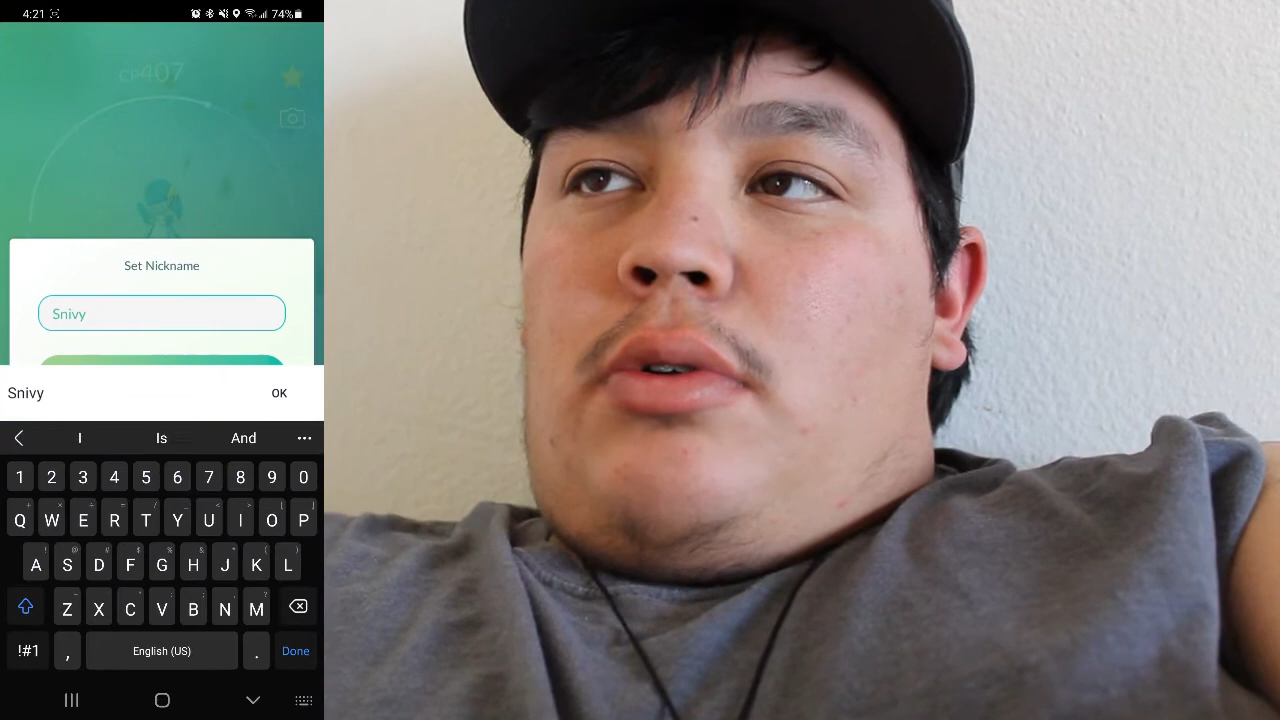 4:21 74%
CP407
Set Nickname
Snivy
Snivy OK
I Is And
1 2 3 4 5 6 7 8 9 0
Q W E R T Y U I O P
A S D F G H J K L
Z X C V B N M
!#1 , English (US) . Done